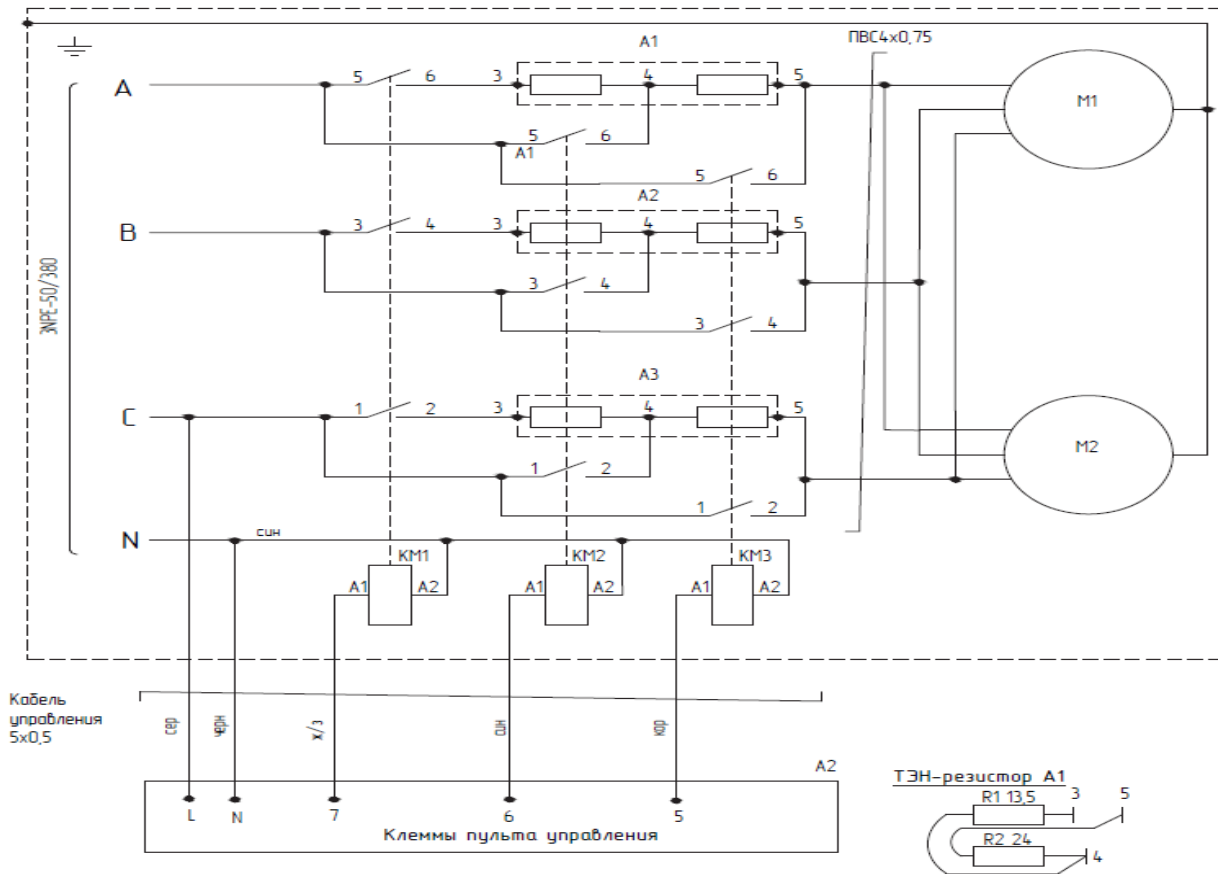 A1
ПВС4х0,75
A 5 6 3 4 5
M1
5 6
A1
5 6
A2
B 3 4 3 4 5
3 4
3 4
3NPE-50/380
A3
C 1 2 3 4 5
M2
1 2
1 2
N син
KM1 KM2 KM3
A1 A2 A1 A2 A1 A2
Кабель
управления
5х0,5
сер
черн
ж/з
син
кор
A2
L N 7 6 5
Клеммы пульта управления
ТЭН-резистор А1
R1 13,5 3 5
R2 24
4